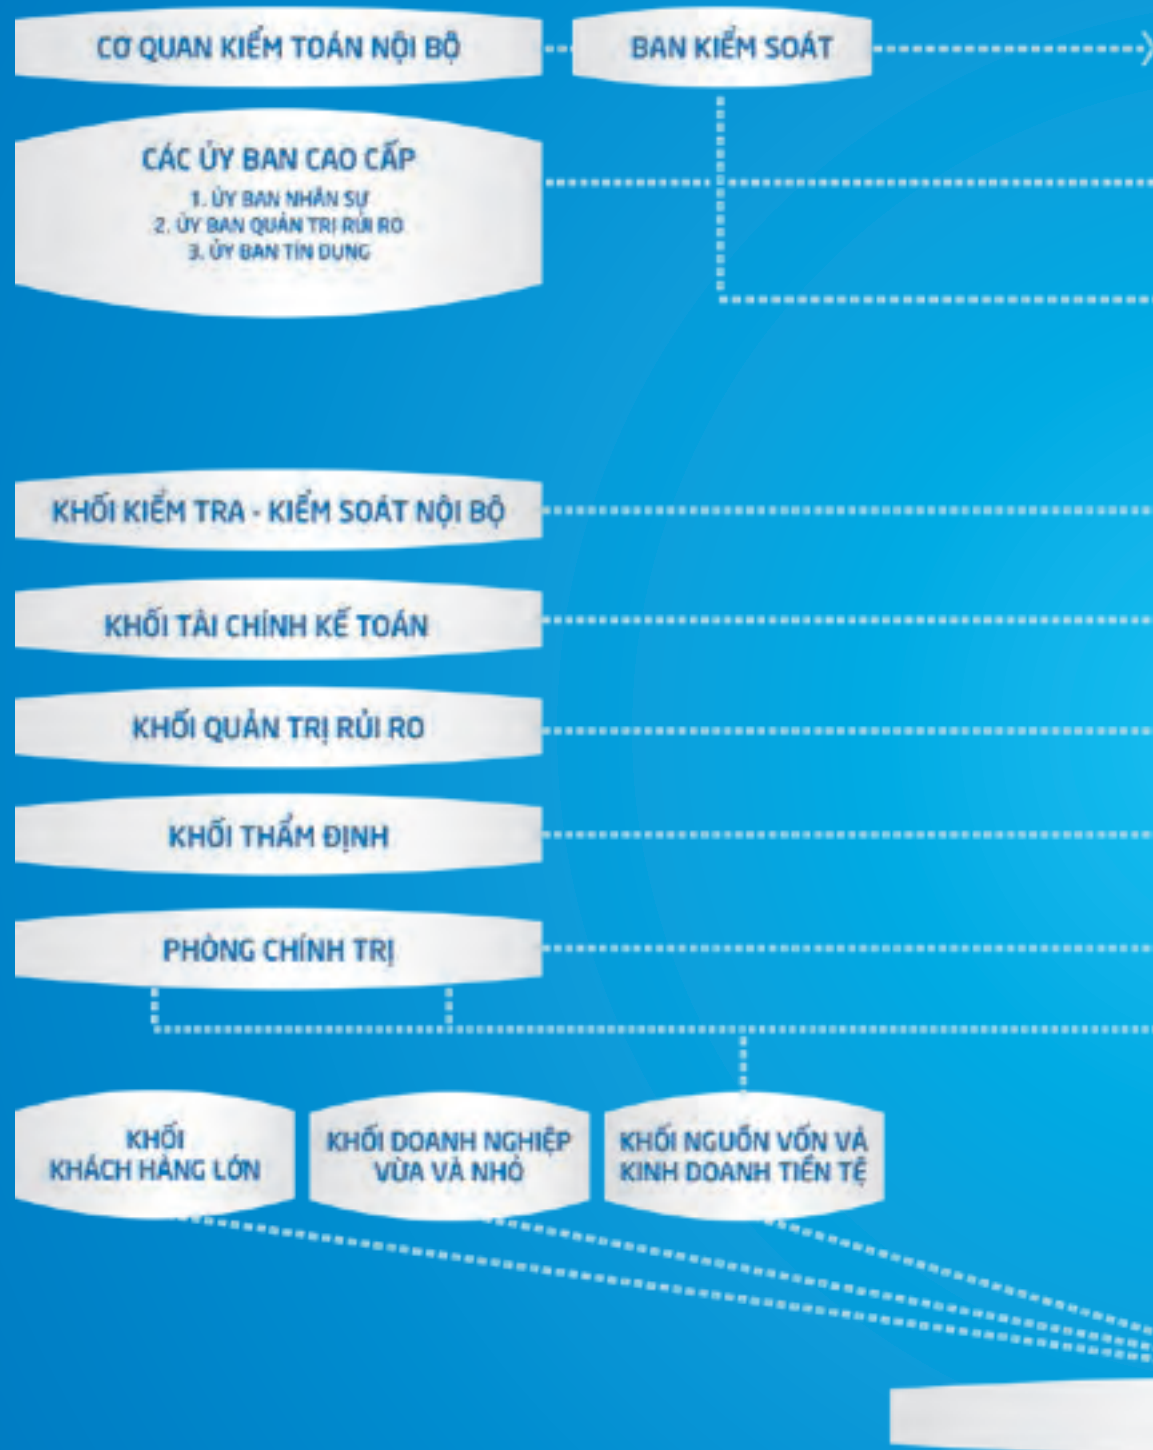 CƠ QUAN KIỂM TOÁN NỘI BỘ
BAN KIỂM SOÁT
CÁC ỦY BAN CAO CẤP
1. ỦY BAN NHÂN SỰ
2. ỦY BAN QUẢN TRỊ RỦI RO
3. ỦY BAN TÍN DỤNG
KHỐI KIỂM TRA - KIỂM SOÁT NỘI BỘ
KHỐI TÀI CHÍNH KẾ TOÁN
KHỐI QUẢN TRỊ RỦI RO
KHỐI THẨM ĐỊNH
PHÒNG CHÍNH TRỊ
KHỐI
KHÁCH HÀNG LỚN
KHỐI DOANH NGHIỆP
VỪA VÀ NHỎ
KHỐI NGUỒN VỐN VÀ
KINH DOANH TIỀN TỆ